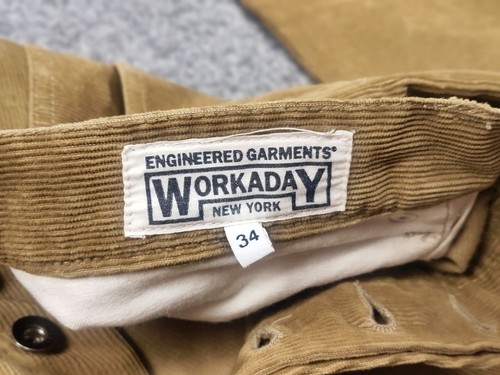 ENGINEERED GARMENTS®
WORKADAY
NEW YORK
34